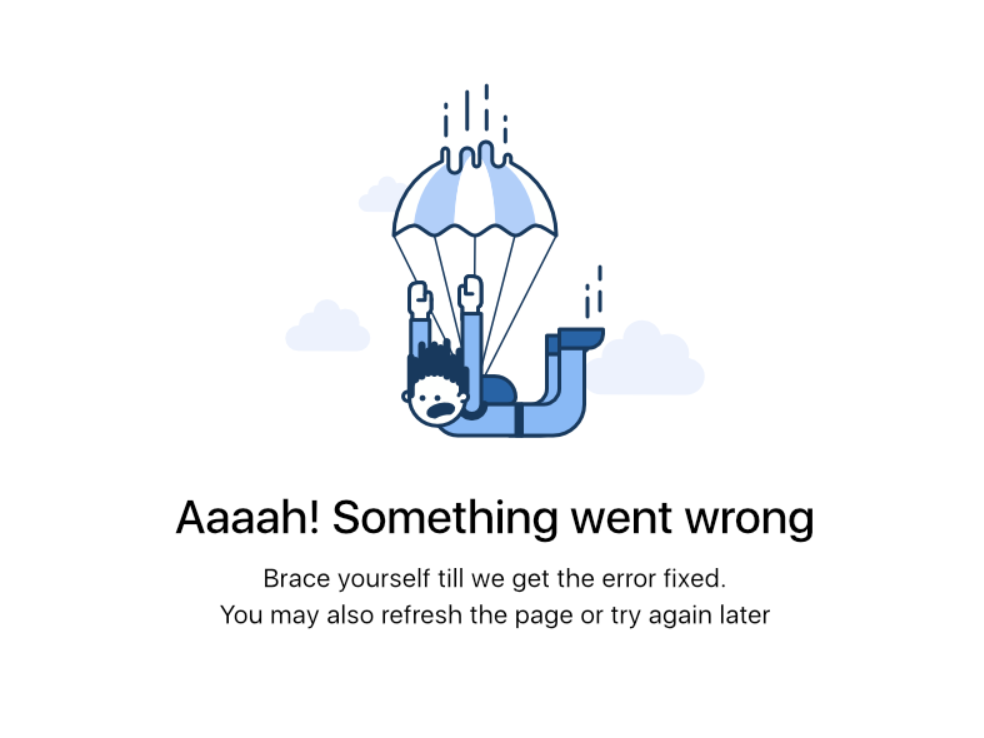 Aaaah! Something went wrong
Brace yourself till we get the error fixed.
You may also refresh the page or try again later